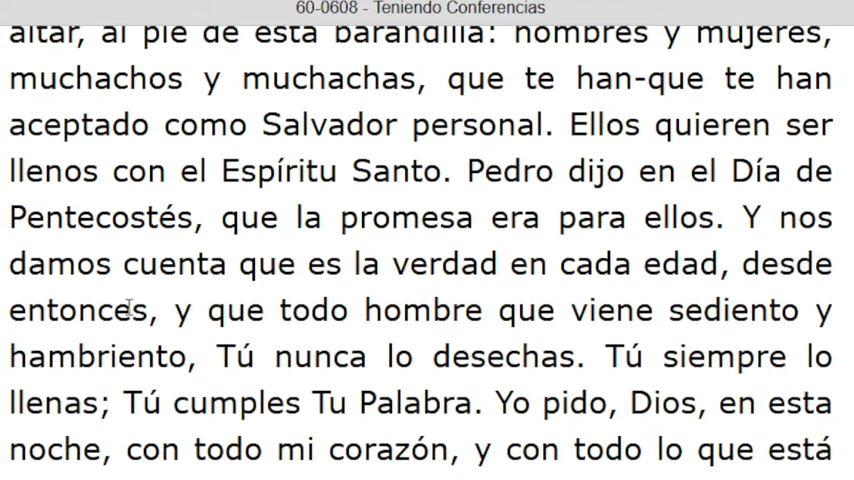 60-0608 - Teniendo Conferencias
altar, al pie de esta barandilla: hombres y mujeres,
muchachos y muchachas, que te han-que te han
aceptado como Salvador personal. Ellos quieren ser
llenos con el Espíritu Santo. Pedro dijo en el Día de
Pentecostés, que la promesa era para ellos. Y nos
damos cuenta que es la verdad en cada edad, desde
entonces, y que todo hombre que viene sediento y
hambriento, Tú nunca lo desechas. Tú siempre lo
llenas; Tú cumples Tu Palabra. Yo pido, Dios, en esta
noche, con todo mi corazón, y con todo lo que está